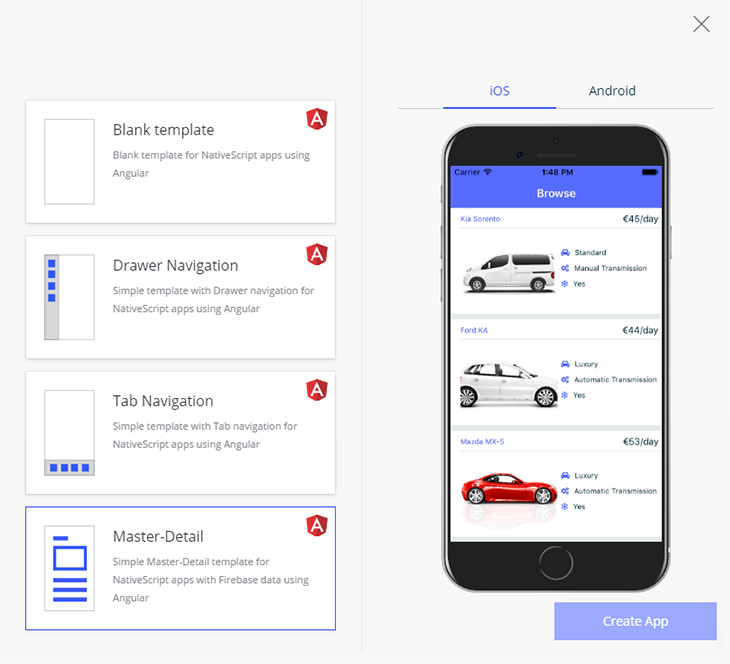 Blank template
Blank template for NativeScript apps using
Angular
Drawer Navigation
Simple template with Drawer navigation for
NativeScript apps using Angular
Tab Navigation
Simple template with Tab navigation for
NativeScript apps using Angular
Master-Detail
Simple Master-Detail template for
NativeScript apps with Firebase data using
Angular
iOS
Android
Carrier
1:48 PM
Browse
Kia Sorento
€45/day
Standard
Manual Transmission
Yes
Ford KA
€44/day
Luxury
Automatic Transmission
Yes
Mazda MX-5
€53/day
Luxury
Automatic Transmission
Yes
Create App